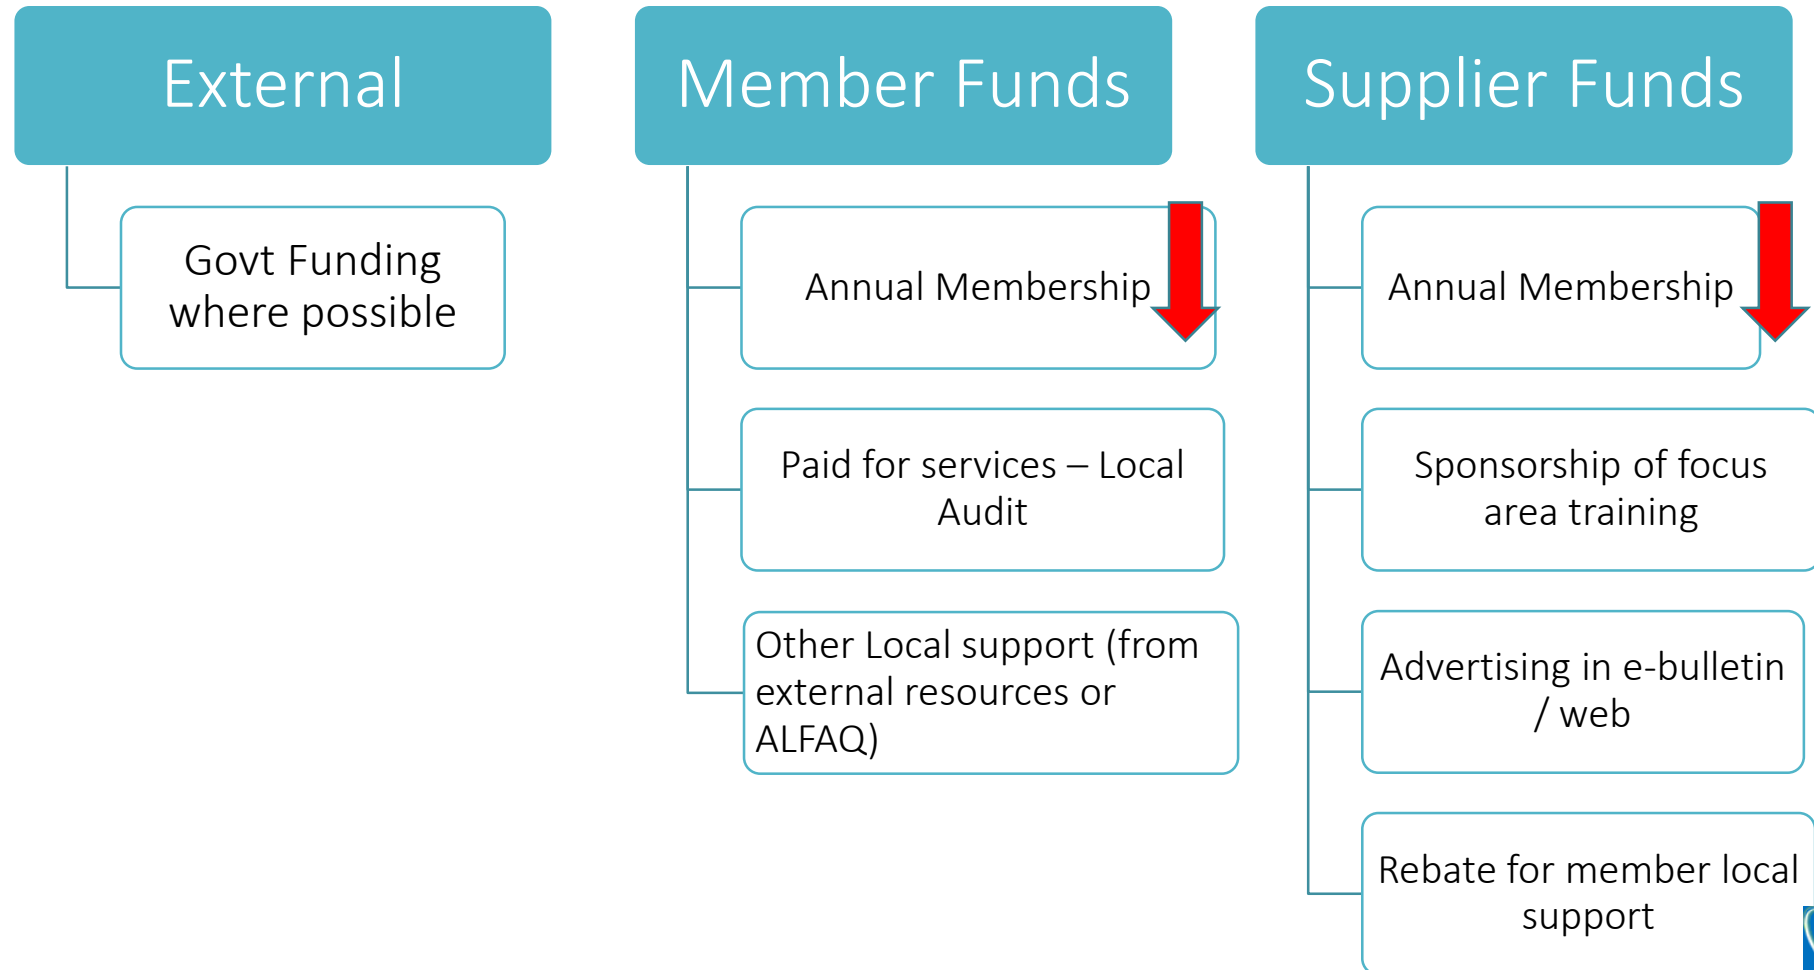 External
Govt Funding
where possible
Member Funds
Annual Membership
Paid for services – Local
Audit
Other Local support (from
external resources or
ALFAQ)
Supplier Funds
Annual Membership
Sponsorship of focus
area training
Advertising in e-bulletin
/ web
Rebate for member local
support